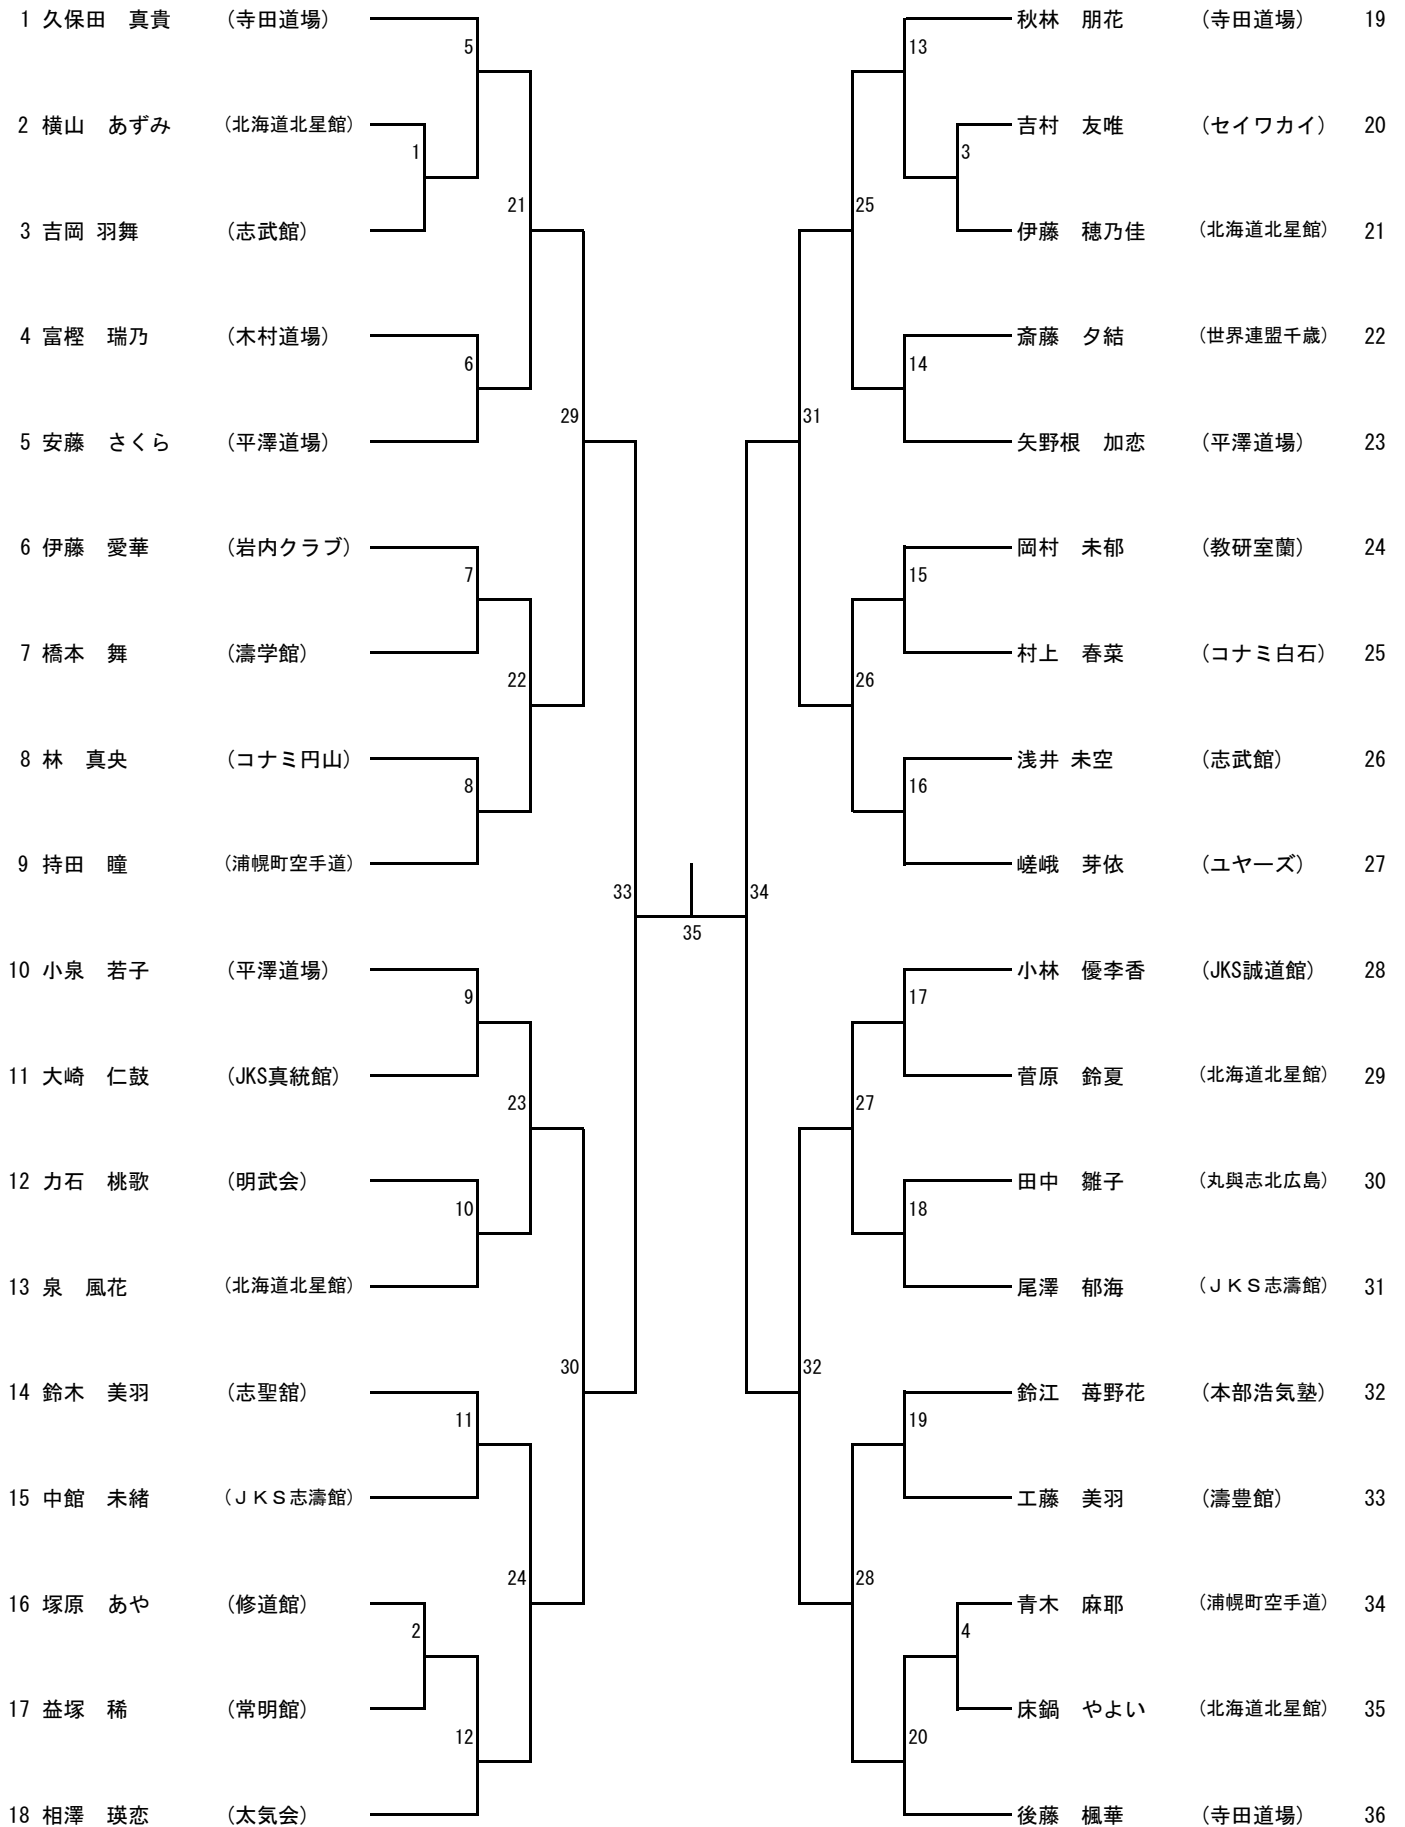 1 久保田　真貴 （寺田道場）
5
2 横山　あずみ （北海道北星館）
1
21
3 吉岡 羽舞 （志武館）
4 富樫　瑞乃 （木村道場）
6
29
5 安藤　さくら （平澤道場）
6 伊藤　愛華 （岩内クラブ）
7
7 橋本　舞 （濤学館）
22
8 林　真央 （コナミ円山）
8
9 持田　瞳 （浦幌町空手道）
33
35
10 小泉　若子 （平澤道場）
9
11 大崎　仁鼓 （JKS真統館）
23
12 力石　桃歌 （明武会）
10
13 泉　風花 （北海道北星館）
30
14 鈴木　美羽 （志聖舘）
11
15 中館　未緒 （ＪＫＳ志濤館）
24
16 塚原　あや （修道館）
2
17 益塚　稀 （常明館）
12
18 相澤　瑛恋 （太気会）
秋林　朋花 （寺田道場） 19
13
吉村　友唯 （セイワカイ） 20
3
25
伊藤　穂乃佳 （北海道北星館） 21
斎藤　夕結 （世界連盟千歳） 22
14
31
矢野根　加恋 （平澤道場） 23
岡村　未郁 （教研室蘭） 24
15
村上　春菜 （コナミ白石） 25
26
浅井 未空 （志武館） 26
16
嵯峨　芽依 （ユヤーズ） 27
34
小林　優李香 （JKS誠道館） 28
17
菅原　鈴夏 （北海道北星館） 29
27
田中　雛子 （丸與志北広島） 30
18
尾澤　郁海 （ＪＫＳ志濤館） 31
32
鈴江　苺野花 （本部浩気塾） 32
19
工藤　美羽 （濤豊館） 33
28
青木　麻耶 （浦幌町空手道） 34
4
床鍋　やよい （北海道北星館） 35
20
後藤　楓華 （寺田道場） 36